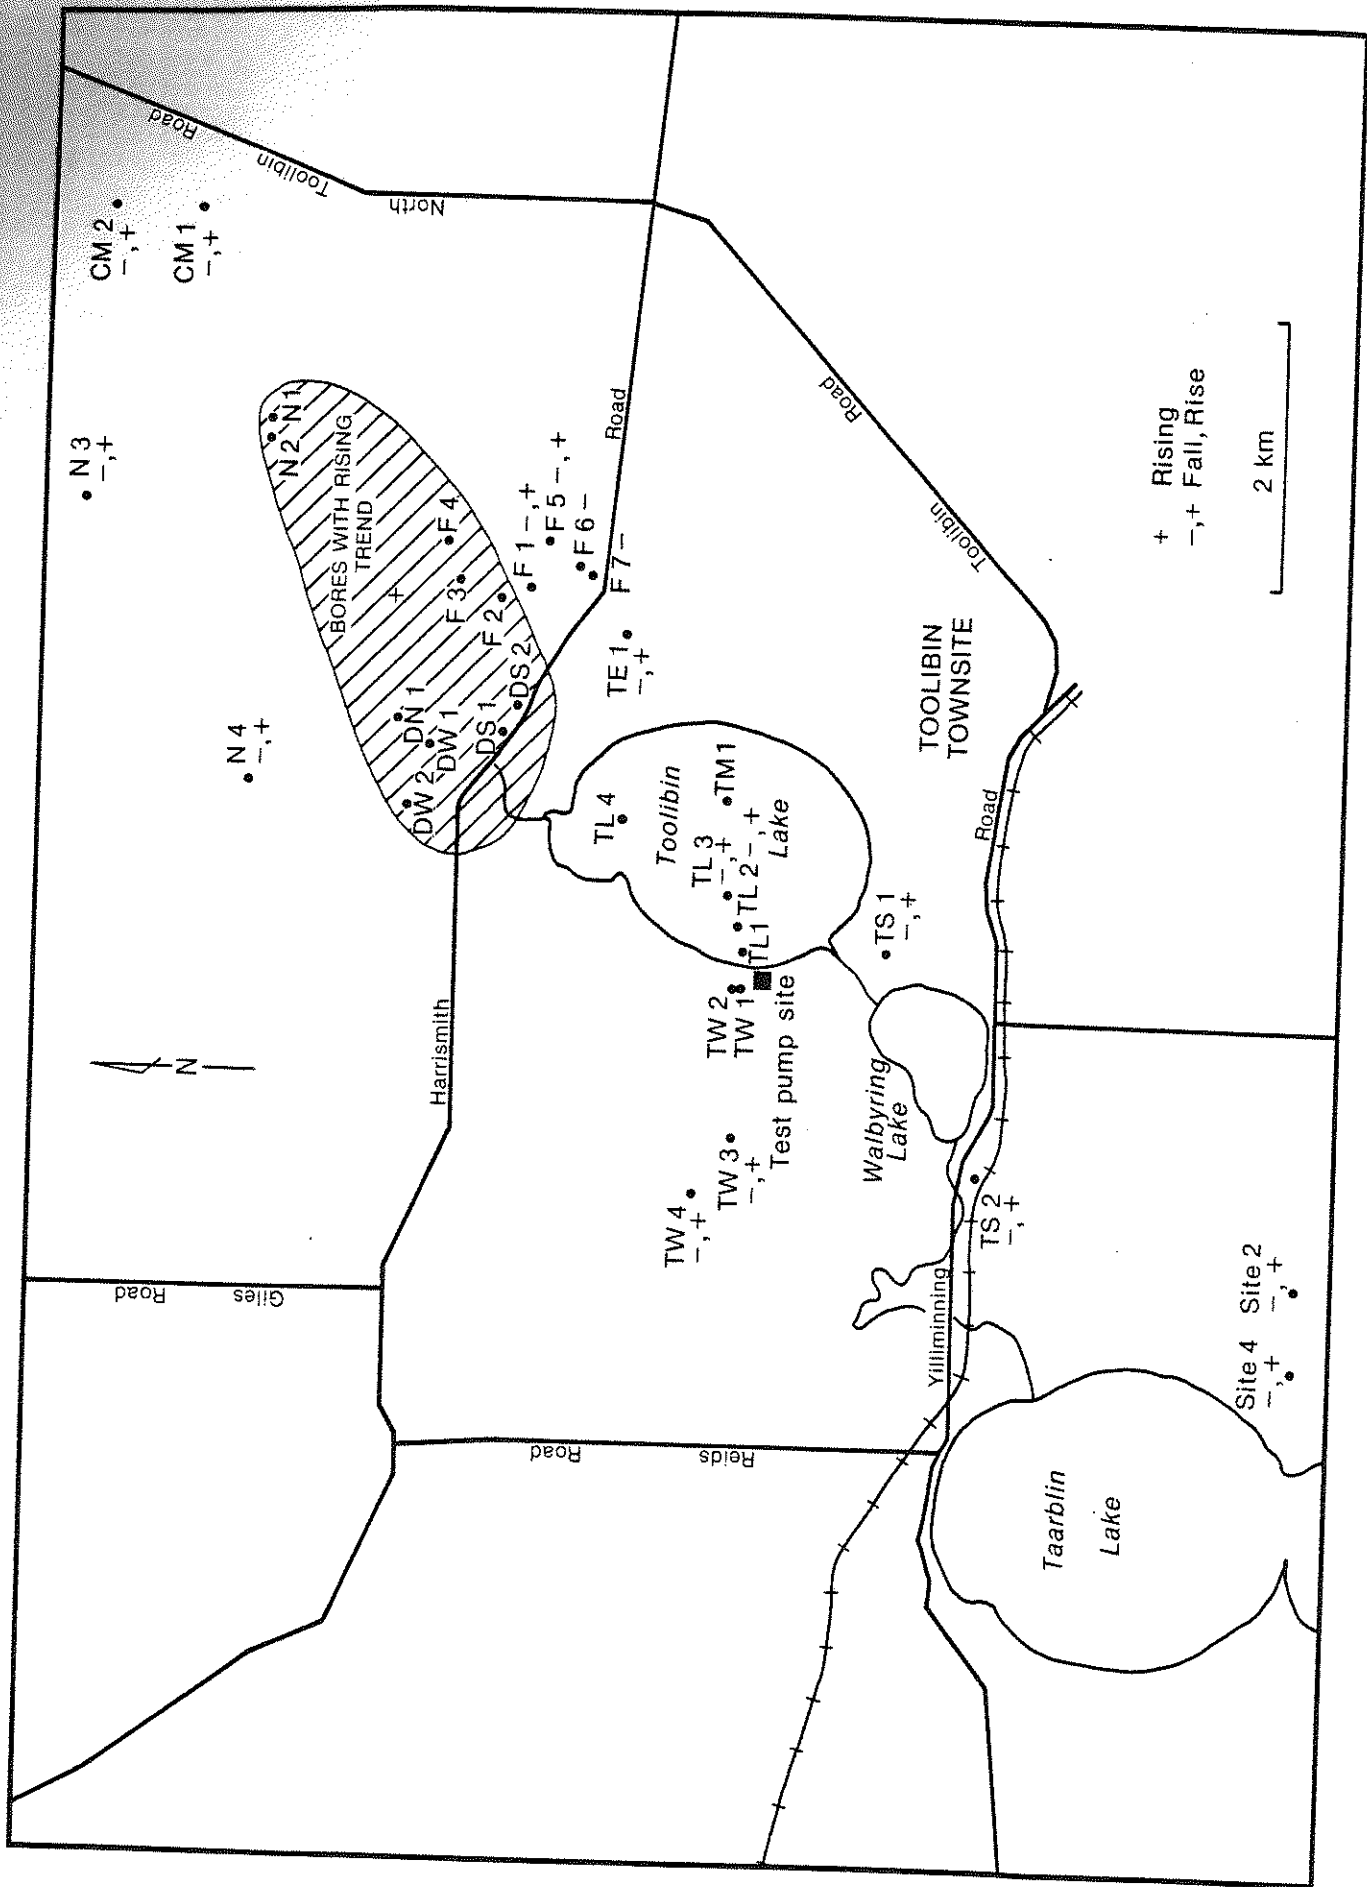 Road
Toolibin
North
CM 2
–,+
CM 1
–,+
N 3
–,+
N1
N 2
BORES WITH RISING
TREND
+
F 4
F 3
F 2
F 1 –,+
F 5 –,+
F 6 –
F 7 –
Road
N 4
–,+
DN 1
DW 1
DW 2
DS 1
DS 2
TE 1
–,+
Road
Toolibin
+ Rising
–,+ Fall, Rise
2 km
TOOLIBIN
TOWNSITE
Road
TL 4
Toolibin
Lake
TM1
TL 3
–,+
TL 2 –,+
TL1
TS 1
–,+
TW 2
TW 1
Test pump site
N
Harrismith
Walbyring
Lake
TW 3
–,+
TW 4
–,+
TS 2
–,+
Giles
Road
Yilliminning
Site 2
–,+
Site 4
–,+
Reids
Road
Taarblin
Lake